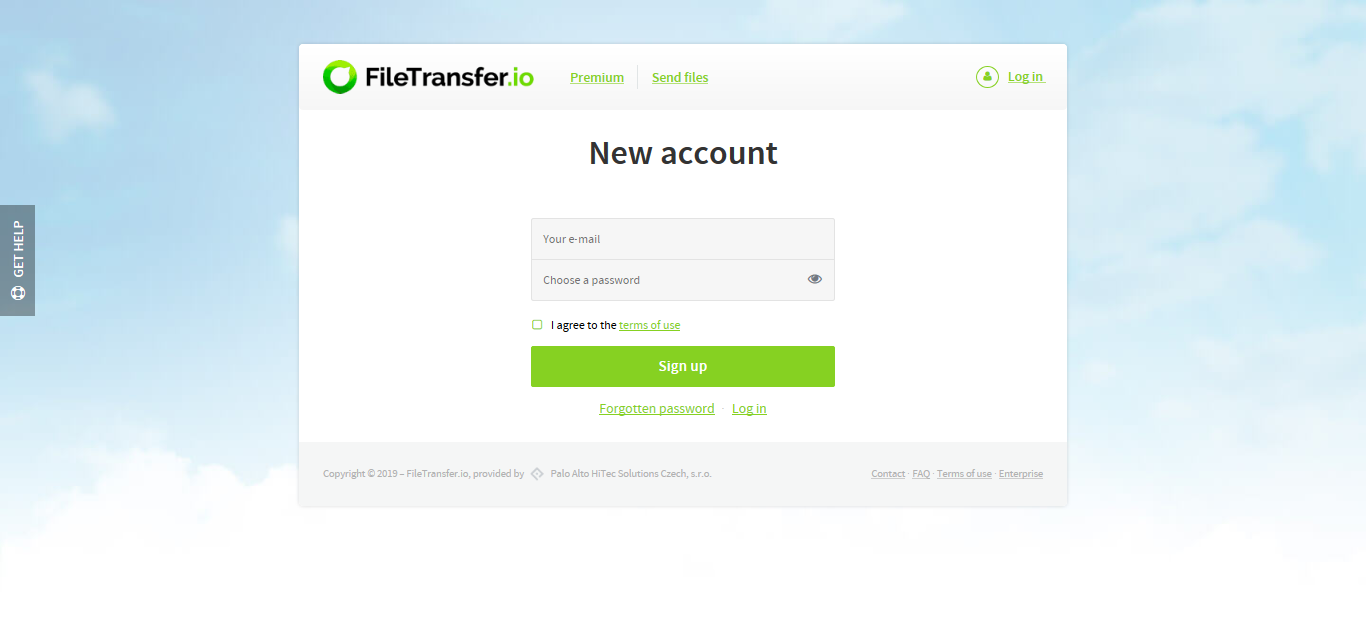 FileTransfer.io
Premium
Send files
Log in
New account
GET HELP
Your e-mail
Choose a password
I agree to the terms of use
Sign up
Forgotten password · Log in
Copyright © 2019 – FileTransfer.io, provided by Palo Alto HiTec Solutions Czech, s.r.o.
Contact · FAQ · Terms of use · Enterprise